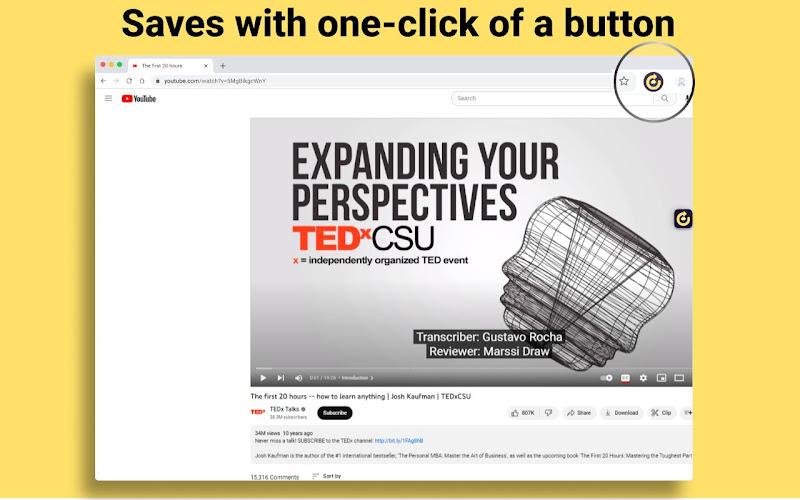 Saves with one-click of a button
The first 20 hours
youtube.com/watch?v=5MgBikgcWnY
YouTube
Search
EXPANDING YOUR
PERSPECTIVES
TEDxCSU
x = independently organized TED event
Transcriber: Gustavo Rocha
Reviewer: Marssi Draw
0:01 / 19:26 • Introduction >
The first 20 hours -- how to learn anything | Josh Kaufman | TEDxCSU
TEDx
TEDx Talks
38.3M subscribers
Subscribe
807K
Share
Download
Clip
34M views 10 years ago
Never miss a talk! SUBSCRIBE to the TEDx channel: http://bit.ly/1FAg8hB
Josh Kaufman is the author of the #1 international bestseller, 'The Personal MBA: Master the Art of Business', as well as the upcoming book 'The First 20 Hours: Mastering the Toughest Part
15,316 Comments
Sort by